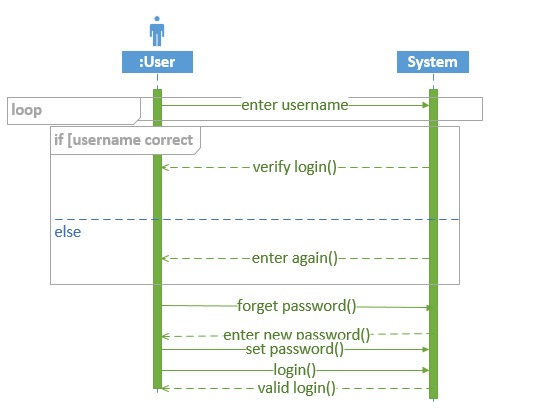 :User
System
enter username
loop
if [username correct
verify login()
else
enter again()
forget password()
enter new password()
set password()
login()
valid login()